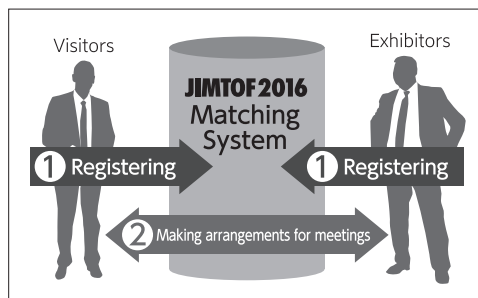 Visitors
Exhibitors
JIMTOF2016
Matching
System
1 Registering
1 Registering
2 Making arrangements for meetings